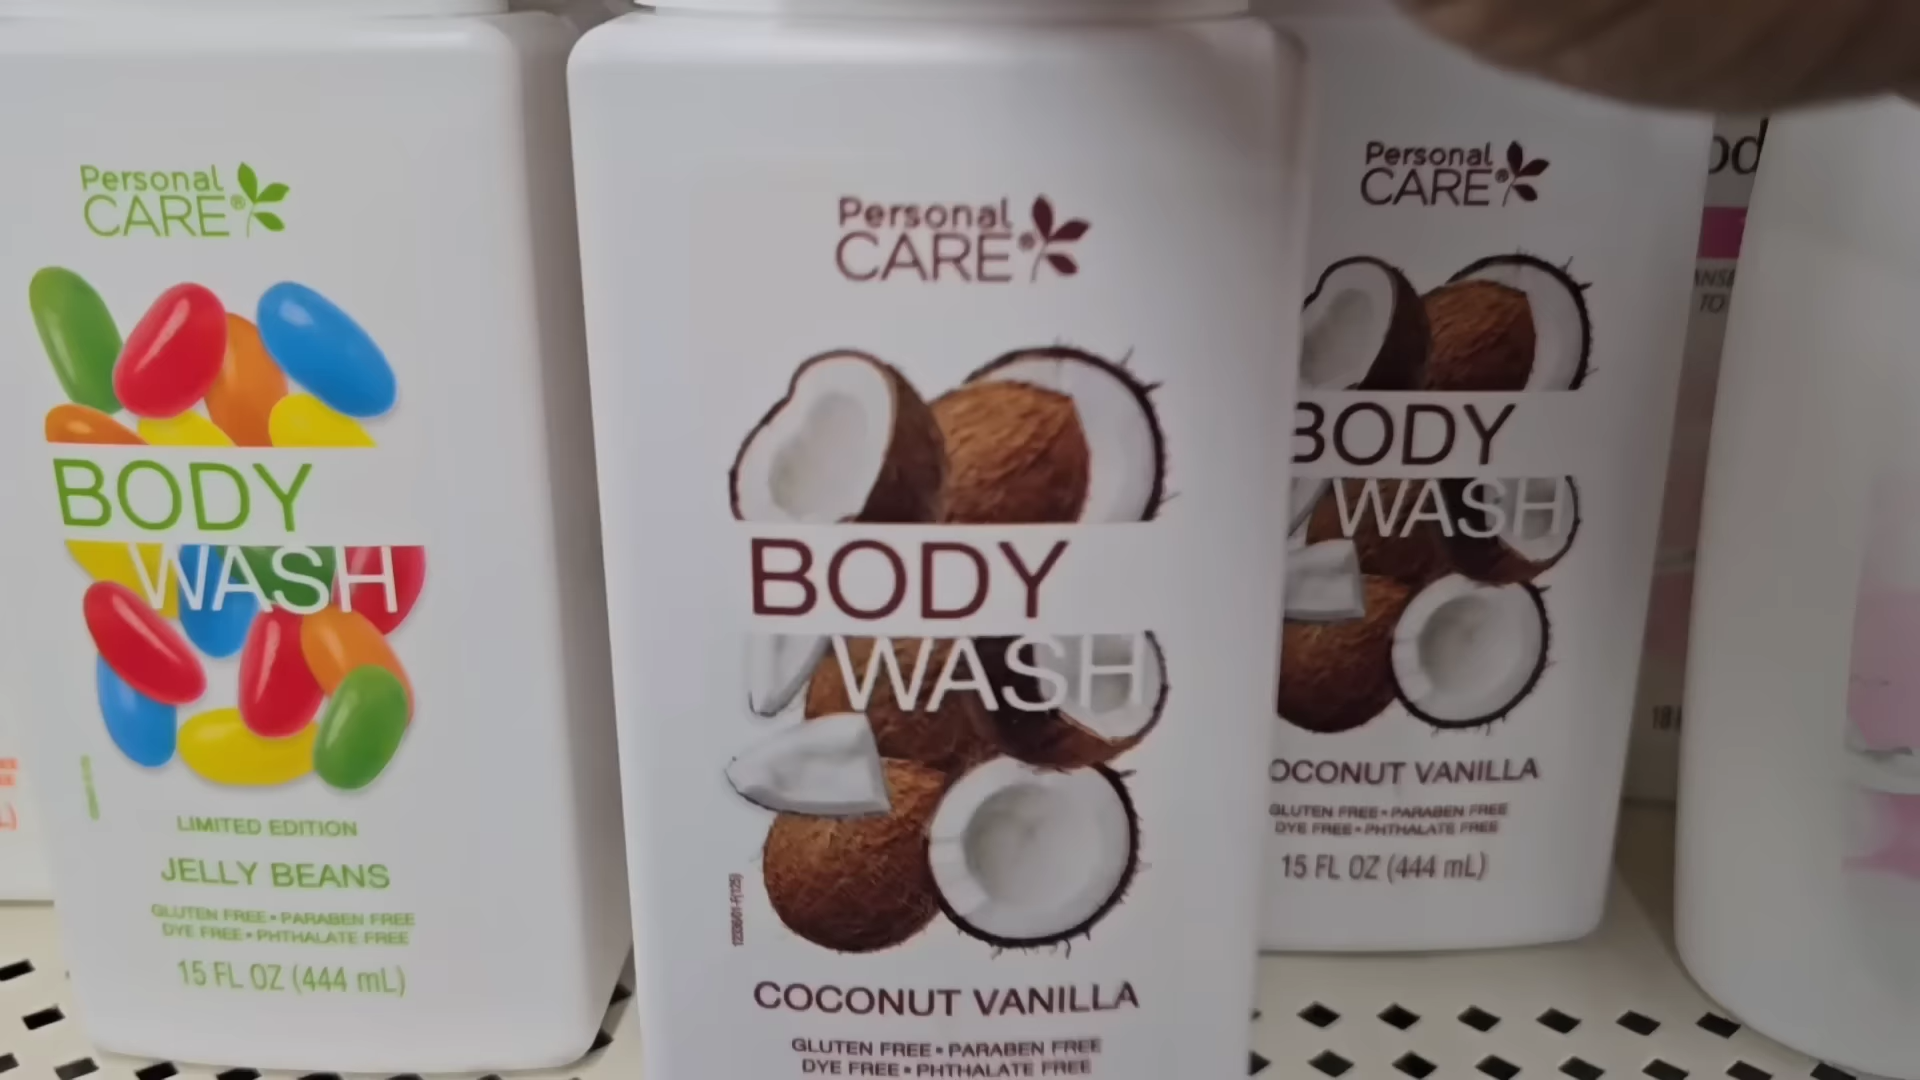 Personal
CARE®
BODY
WASH
LIMITED EDITION
JELLY BEANS
GLUTEN FREE • PARABEN FREE
DYE FREE • PHTHALATE FREE
15 FL OZ (444 mL)
Personal
CARE®
BODY
WASH
COCONUT VANILLA
GLUTEN FREE • PARABEN FREE
DYE FREE • PHTHALATE FREE
Personal
CARE®
BODY
WASH
OCONUT VANILLA
GLUTEN FREE • PARABEN FREE
DYE FREE • PHTHALATE FREE
15 FL OZ (444 mL)
od
TO